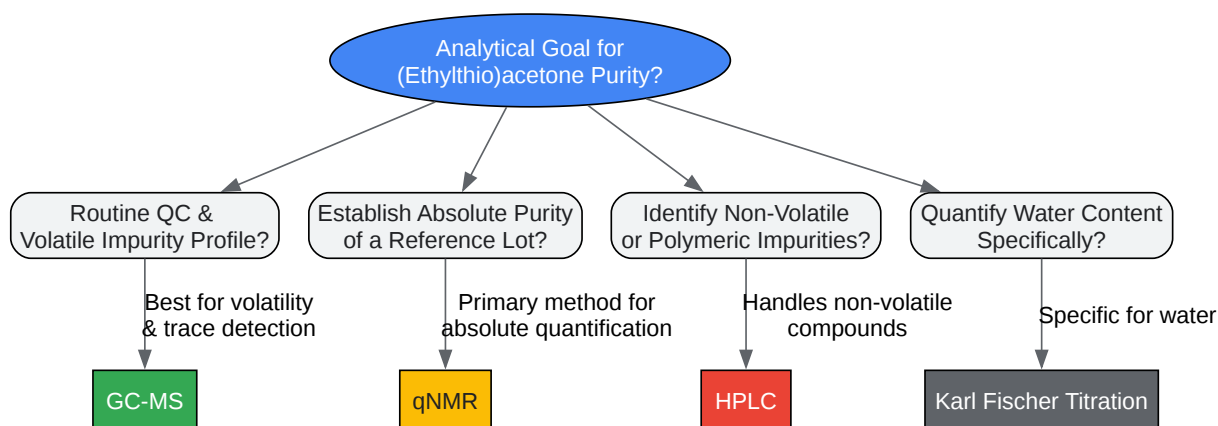 Analytical Goal for
(Ethylthio)acetone Purity?
Routine QC &
Volatile Impurity Profile?
Establish Absolute Purity
of a Reference Lot?
Identify Non-Volatile
or Polymeric Impurities?
Quantify Water Content
Specifically?
Best for volatility
& trace detection
Primary method for
absolute quantification
Handles non-volatile
compounds
Specific for water
GC-MS
qNMR
HPLC
Karl Fischer Titration